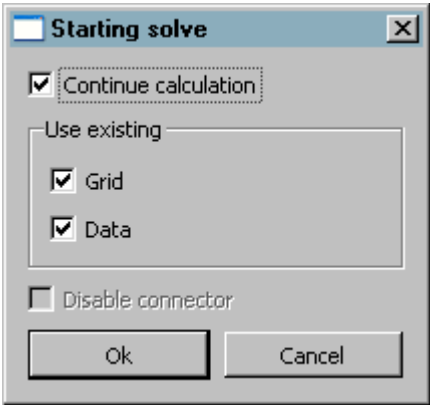 Starting solve
Continue calculation
Use existing
Grid
Data
Disable connector
Ok Cancel